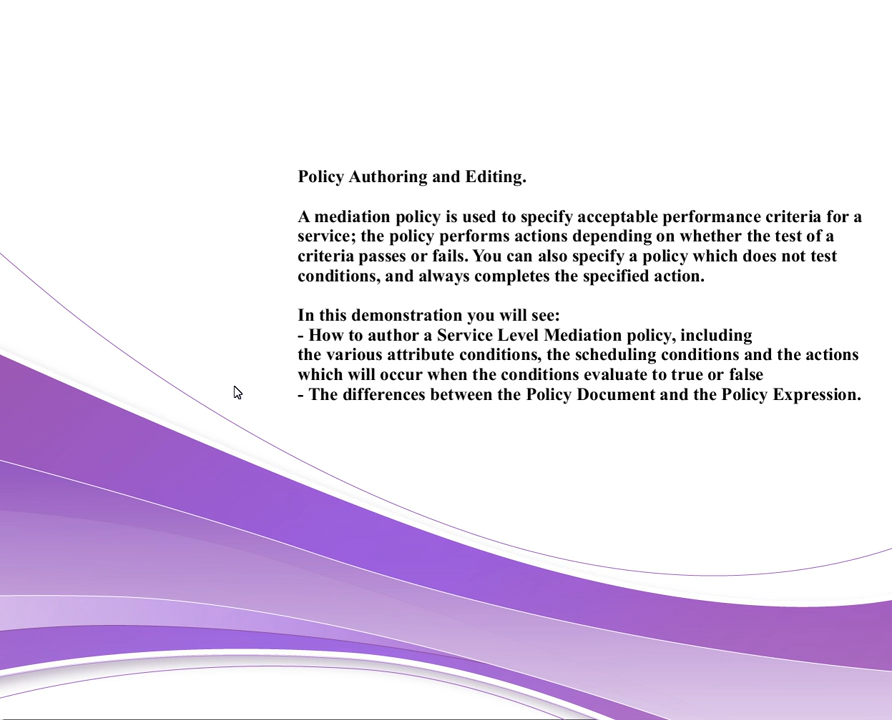 Policy Authoring and Editing.
A mediation policy is used to specify acceptable performance criteria for a
service; the policy performs actions depending on whether the test of a
criteria passes or fails. You can also specify a policy which does not test
conditions, and always completes the specified action.
In this demonstration you will see:
- How to author a Service Level Mediation policy, including
the various attribute conditions, the scheduling conditions and the actions
which will occur when the conditions evaluate to true or false
- The differences between the Policy Document and the Policy Expression.